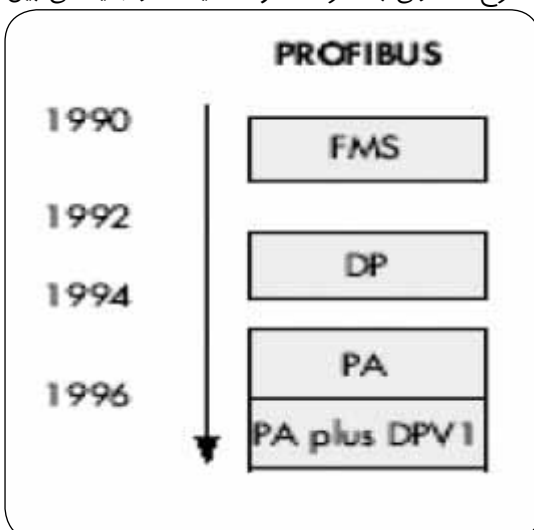 PROFIBUS
1990
FMS
1992
DP
1994
PA
1996
PA plus DPV1